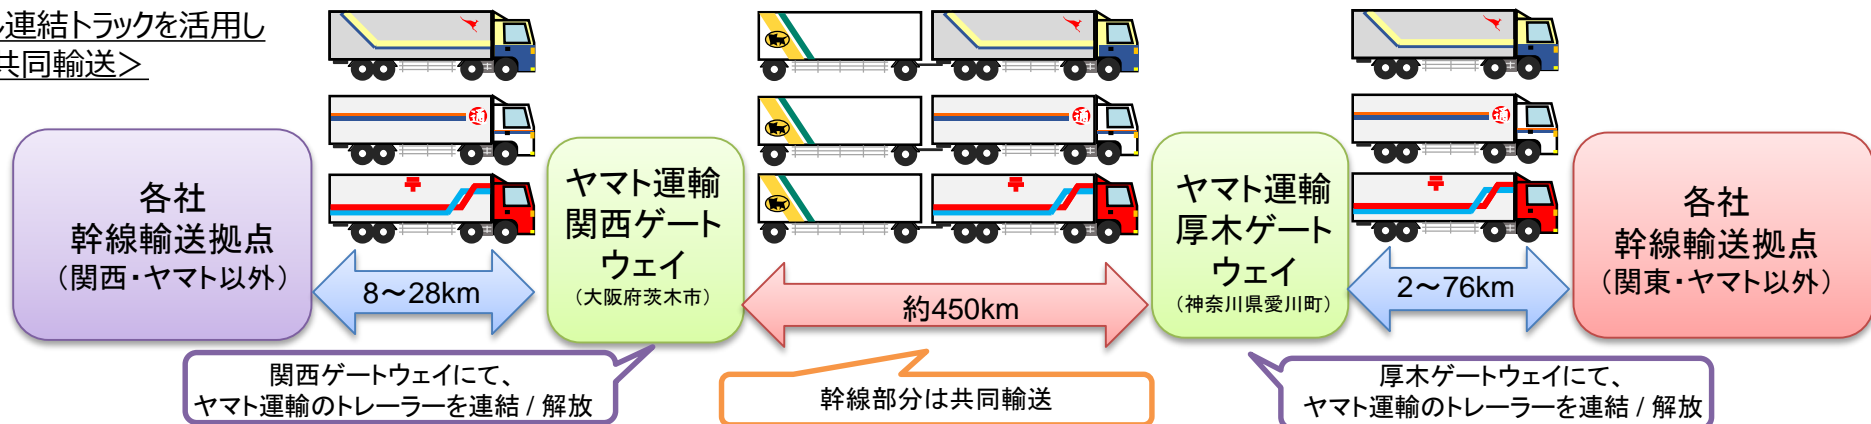 ル連結トラックを活用し
共同輸送＞
通
通
通
各社
幹線輸送拠点
（関西・ヤマト以外）
8～28km
ヤマト運輸
関西ゲート
ウェイ
（大阪府茨木市）
約450km
ヤマト運輸
厚木ゲート
ウェイ
（神奈川県愛川町）
2～76km
各社
幹線輸送拠点
（関東・ヤマト以外）
関西ゲートウェイにて、
ヤマト運輸のトレーラーを連結 / 解放
幹線部分は共同輸送
厚木ゲートウェイにて、
ヤマト運輸のトレーラーを連結 / 解放